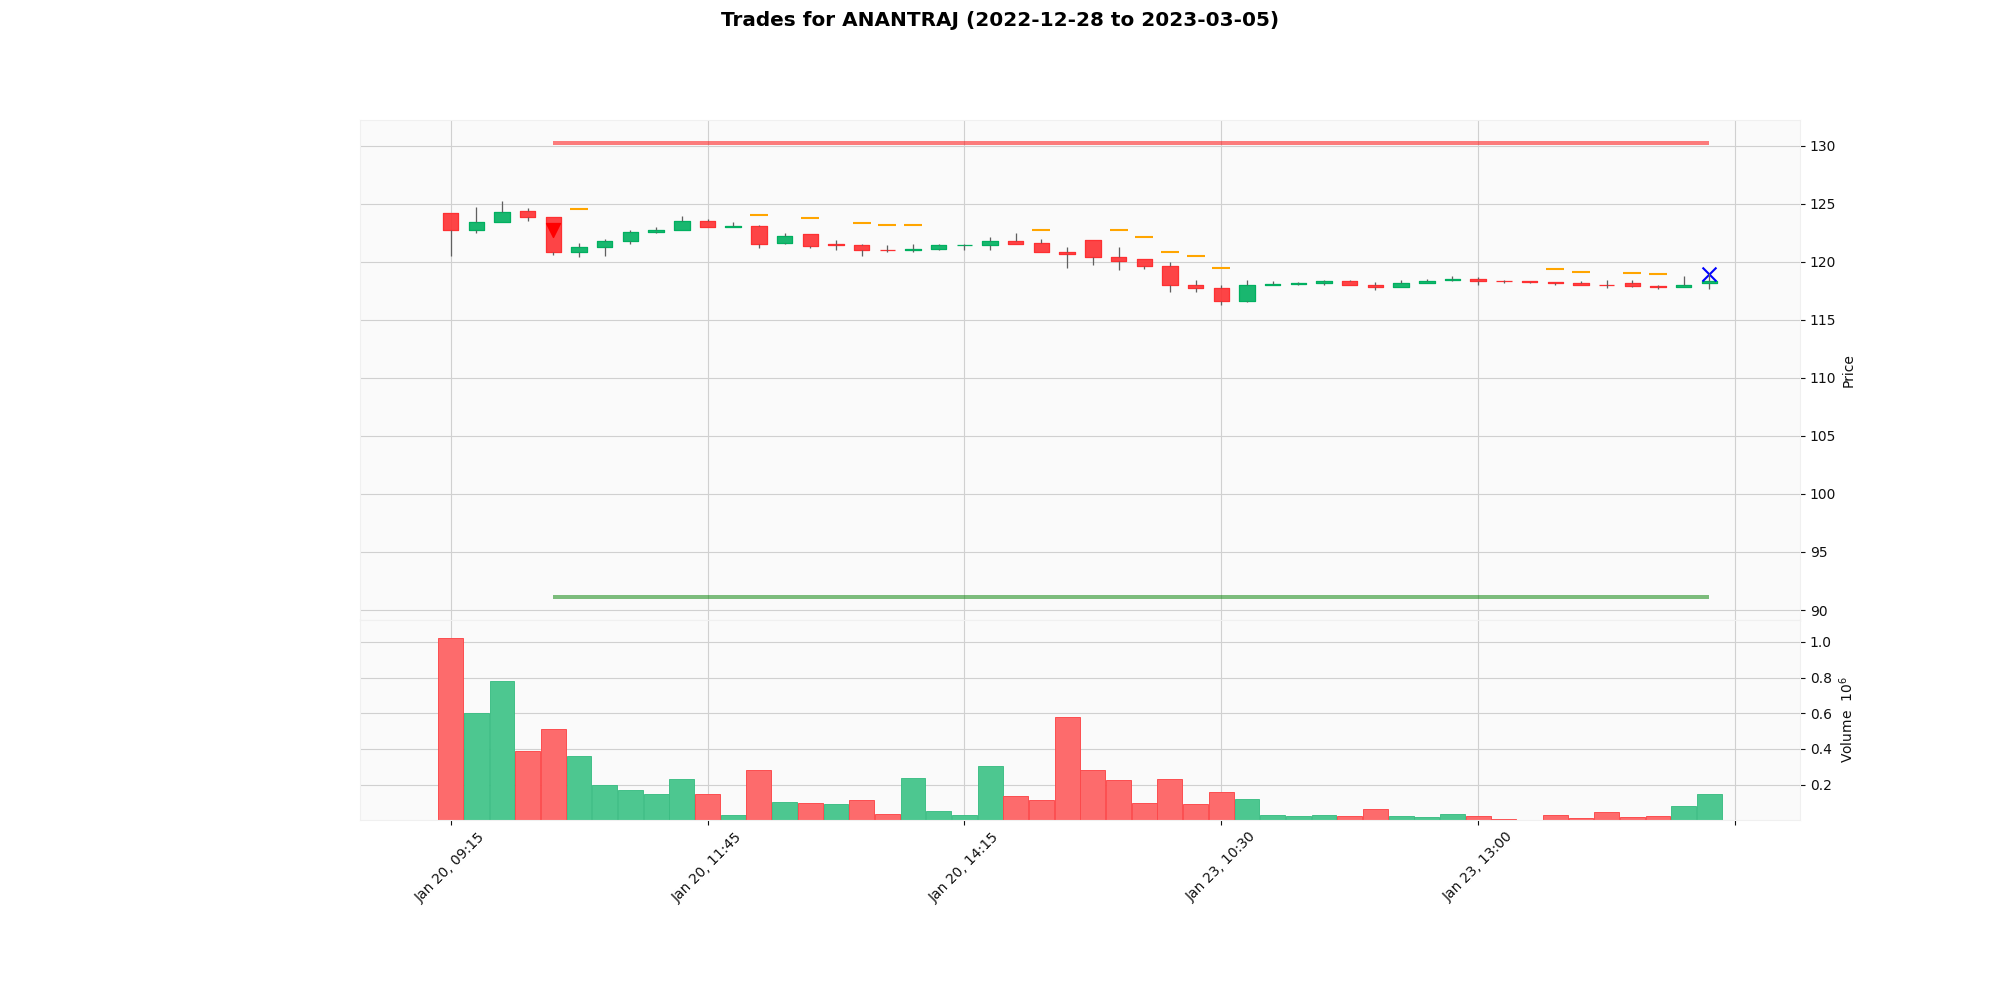 Trades for ANANTRAJ (2022-12-28 to 2023-03-05)
130
125
120
115
110
105
100
95
90
Price
1.0
0.8
0.6
0.4
0.2
Volume 10⁶
Jan 20, 09:15
Jan 20, 11:45
Jan 20, 14:15
Jan 23, 10:30
Jan 23, 13:00